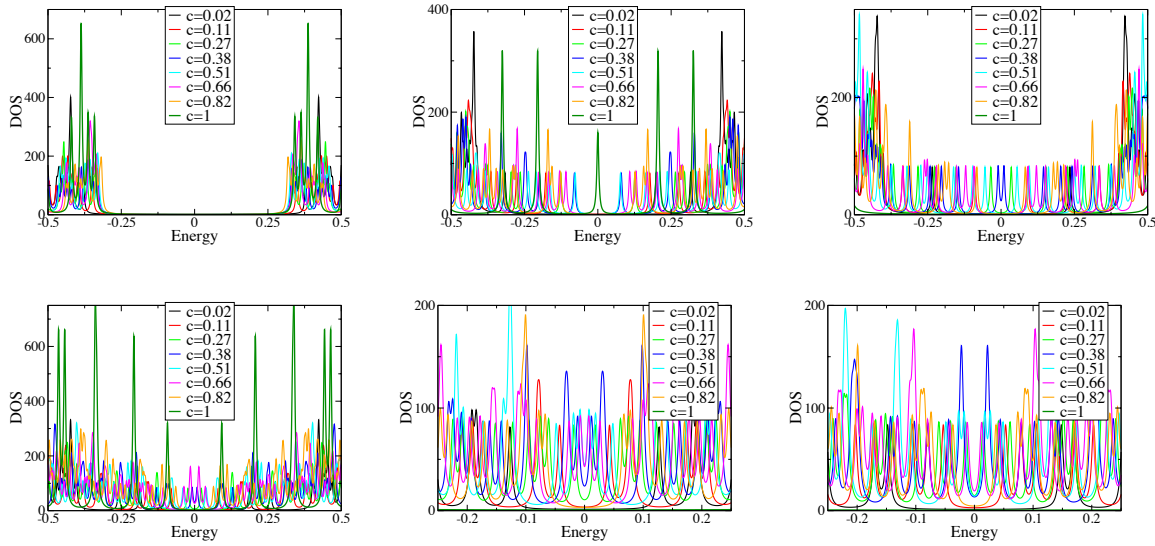 600
400
200
0
DOS
-0.5
-0.25
0
0.25
0.5
Energy
c=0.02
c=0.11
c=0.27
c=0.38
c=0.51
c=0.66
c=0.82
c=1
400
200
0
DOS
-0.5
-0.25
0
0.25
0.5
Energy
c=0.02
c=0.11
c=0.27
c=0.38
c=0.51
c=0.66
c=0.82
c=1
200
0
DOS
-0.5
-0.25
0
0.25
0.5
Energy
c=0.02
c=0.11
c=0.27
c=0.38
c=0.51
c=0.66
c=0.82
c=1
600
400
200
0
DOS
-0.5
-0.25
0
0.25
0.5
Energy
c=0.02
c=0.11
c=0.27
c=0.38
c=0.51
c=0.66
c=0.82
c=1
200
100
0
DOS
-0.2
-0.1
0
0.1
0.2
Energy
c=0.02
c=0.11
c=0.27
c=0.38
c=0.51
c=0.66
c=0.82
c=1
200
100
0
DOS
-0.2
-0.1
0
0.1
0.2
Energy
c=0.02
c=0.11
c=0.27
c=0.38
c=0.51
c=0.66
c=0.82
c=1